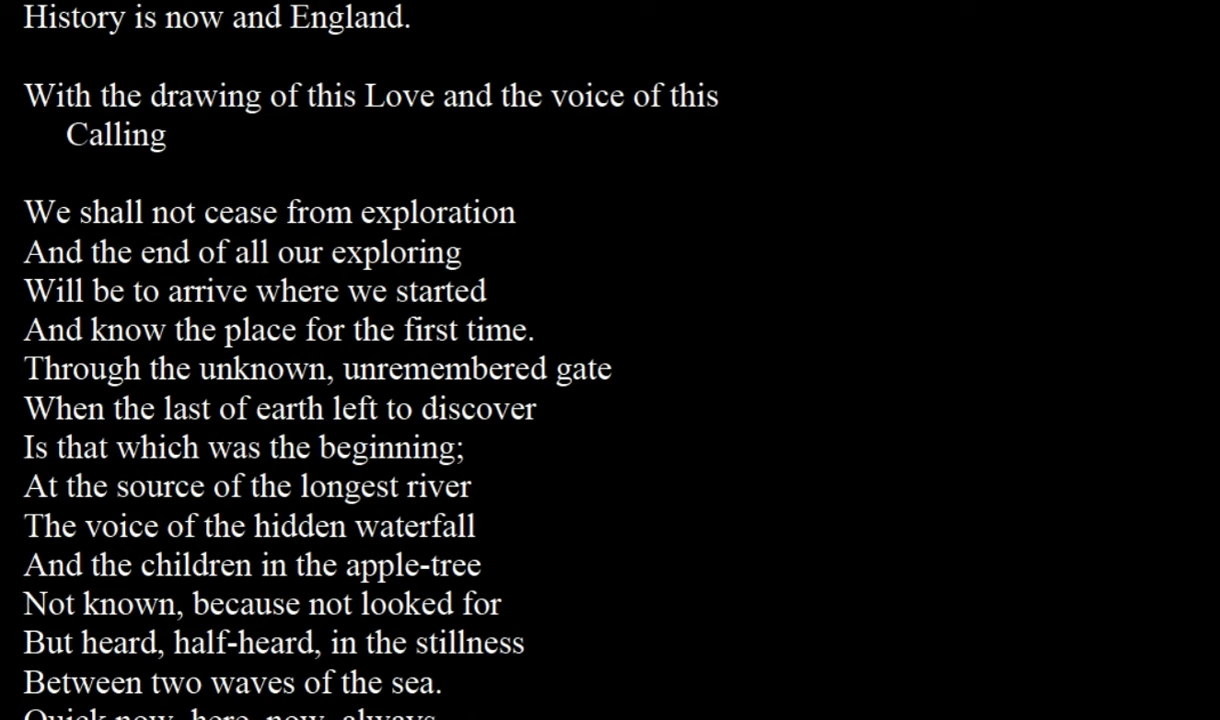 History is now and England.
With the drawing of this Love and the voice of this
Calling
We shall not cease from exploration
And the end of all our exploring
Will be to arrive where we started
And know the place for the first time.
Through the unknown, unremembered gate
When the last of earth left to discover
Is that which was the beginning;
At the source of the longest river
The voice of the hidden waterfall
And the children in the apple-tree
Not known, because not looked for
But heard, half-heard, in the stillness
Between two waves of the sea.
Quick now, here, now, always